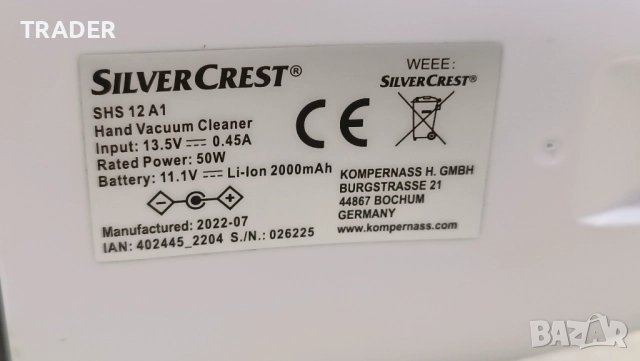 TRADER
SILVERCREST®
SHS 12 A1
Hand Vacuum Cleaner
Input: 13.5V ⎓ 0.45A
Rated Power: 50W
Battery: 11.1V ⎓ Li-Ion 2000mAh
Manufactured: 2022-07
IAN: 402445_2204 S./N.: 026225
CE
WEEE:
SILVERCREST®
KOMPERNASS H. GMBH
BURGSTRASSE 21
44867 BOCHUM
GERMANY
www.kompernass.com
BAZAR
.bg